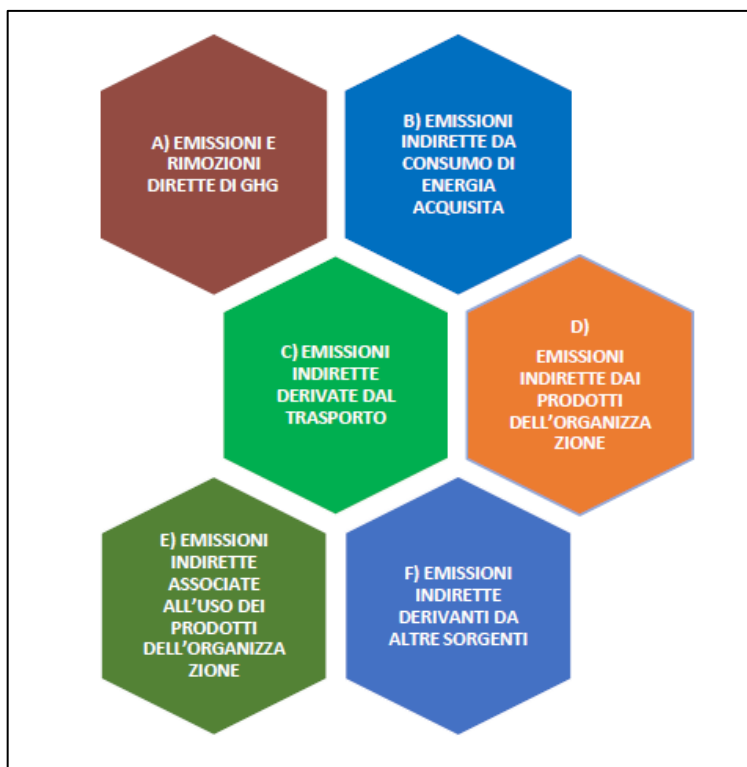 A) EMISSIONI E
RIMOZIONI
DIRETTE DI GHG
B) EMISSIONI
INDIRETTE DA
CONSUMO DI
ENERGIA
ACQUISITA
C) EMISSIONI
INDIRETTE
DERIVATE DAL
TRASPORTO
D)
EMISSIONI
INDIRETTE DAI
PRODOTTI
DELL'ORGANIZZA
ZIONE
E) EMISSIONI
INDIRETTE
ASSOCIATE
ALL'USO DEI
PRODOTTI
DELL'ORGANIZZA
ZIONE
F) EMISSIONI
INDIRETTE
DERIVANTI DA
ALTRE SORGENTI